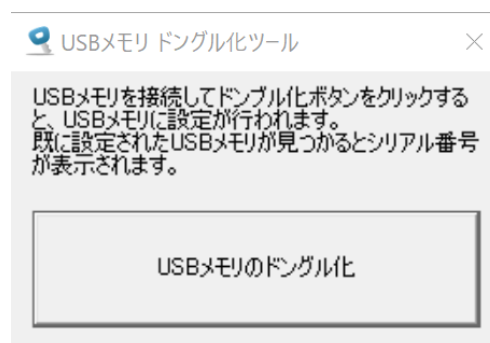 USBメモリ ドングル化ツール
USBメモリを接続してドングル化ボタンをクリックする
と、USBメモリに設定が行われます。
既に設定されたUSBメモリが見つかるとシリアル番号
が表示されます。
USBメモリのドングル化